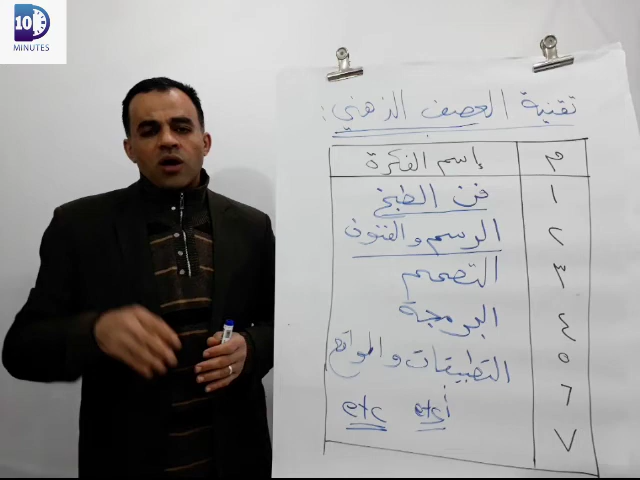 10
MINUTES
تقنية العصف الذهني:
م إسم الفكرة
١ فن الطبخ
٢ الرسم والفنون
٣ التصميم
٤ البرمجة
٥ التطبيقات والمواقع
٦ etc
٧